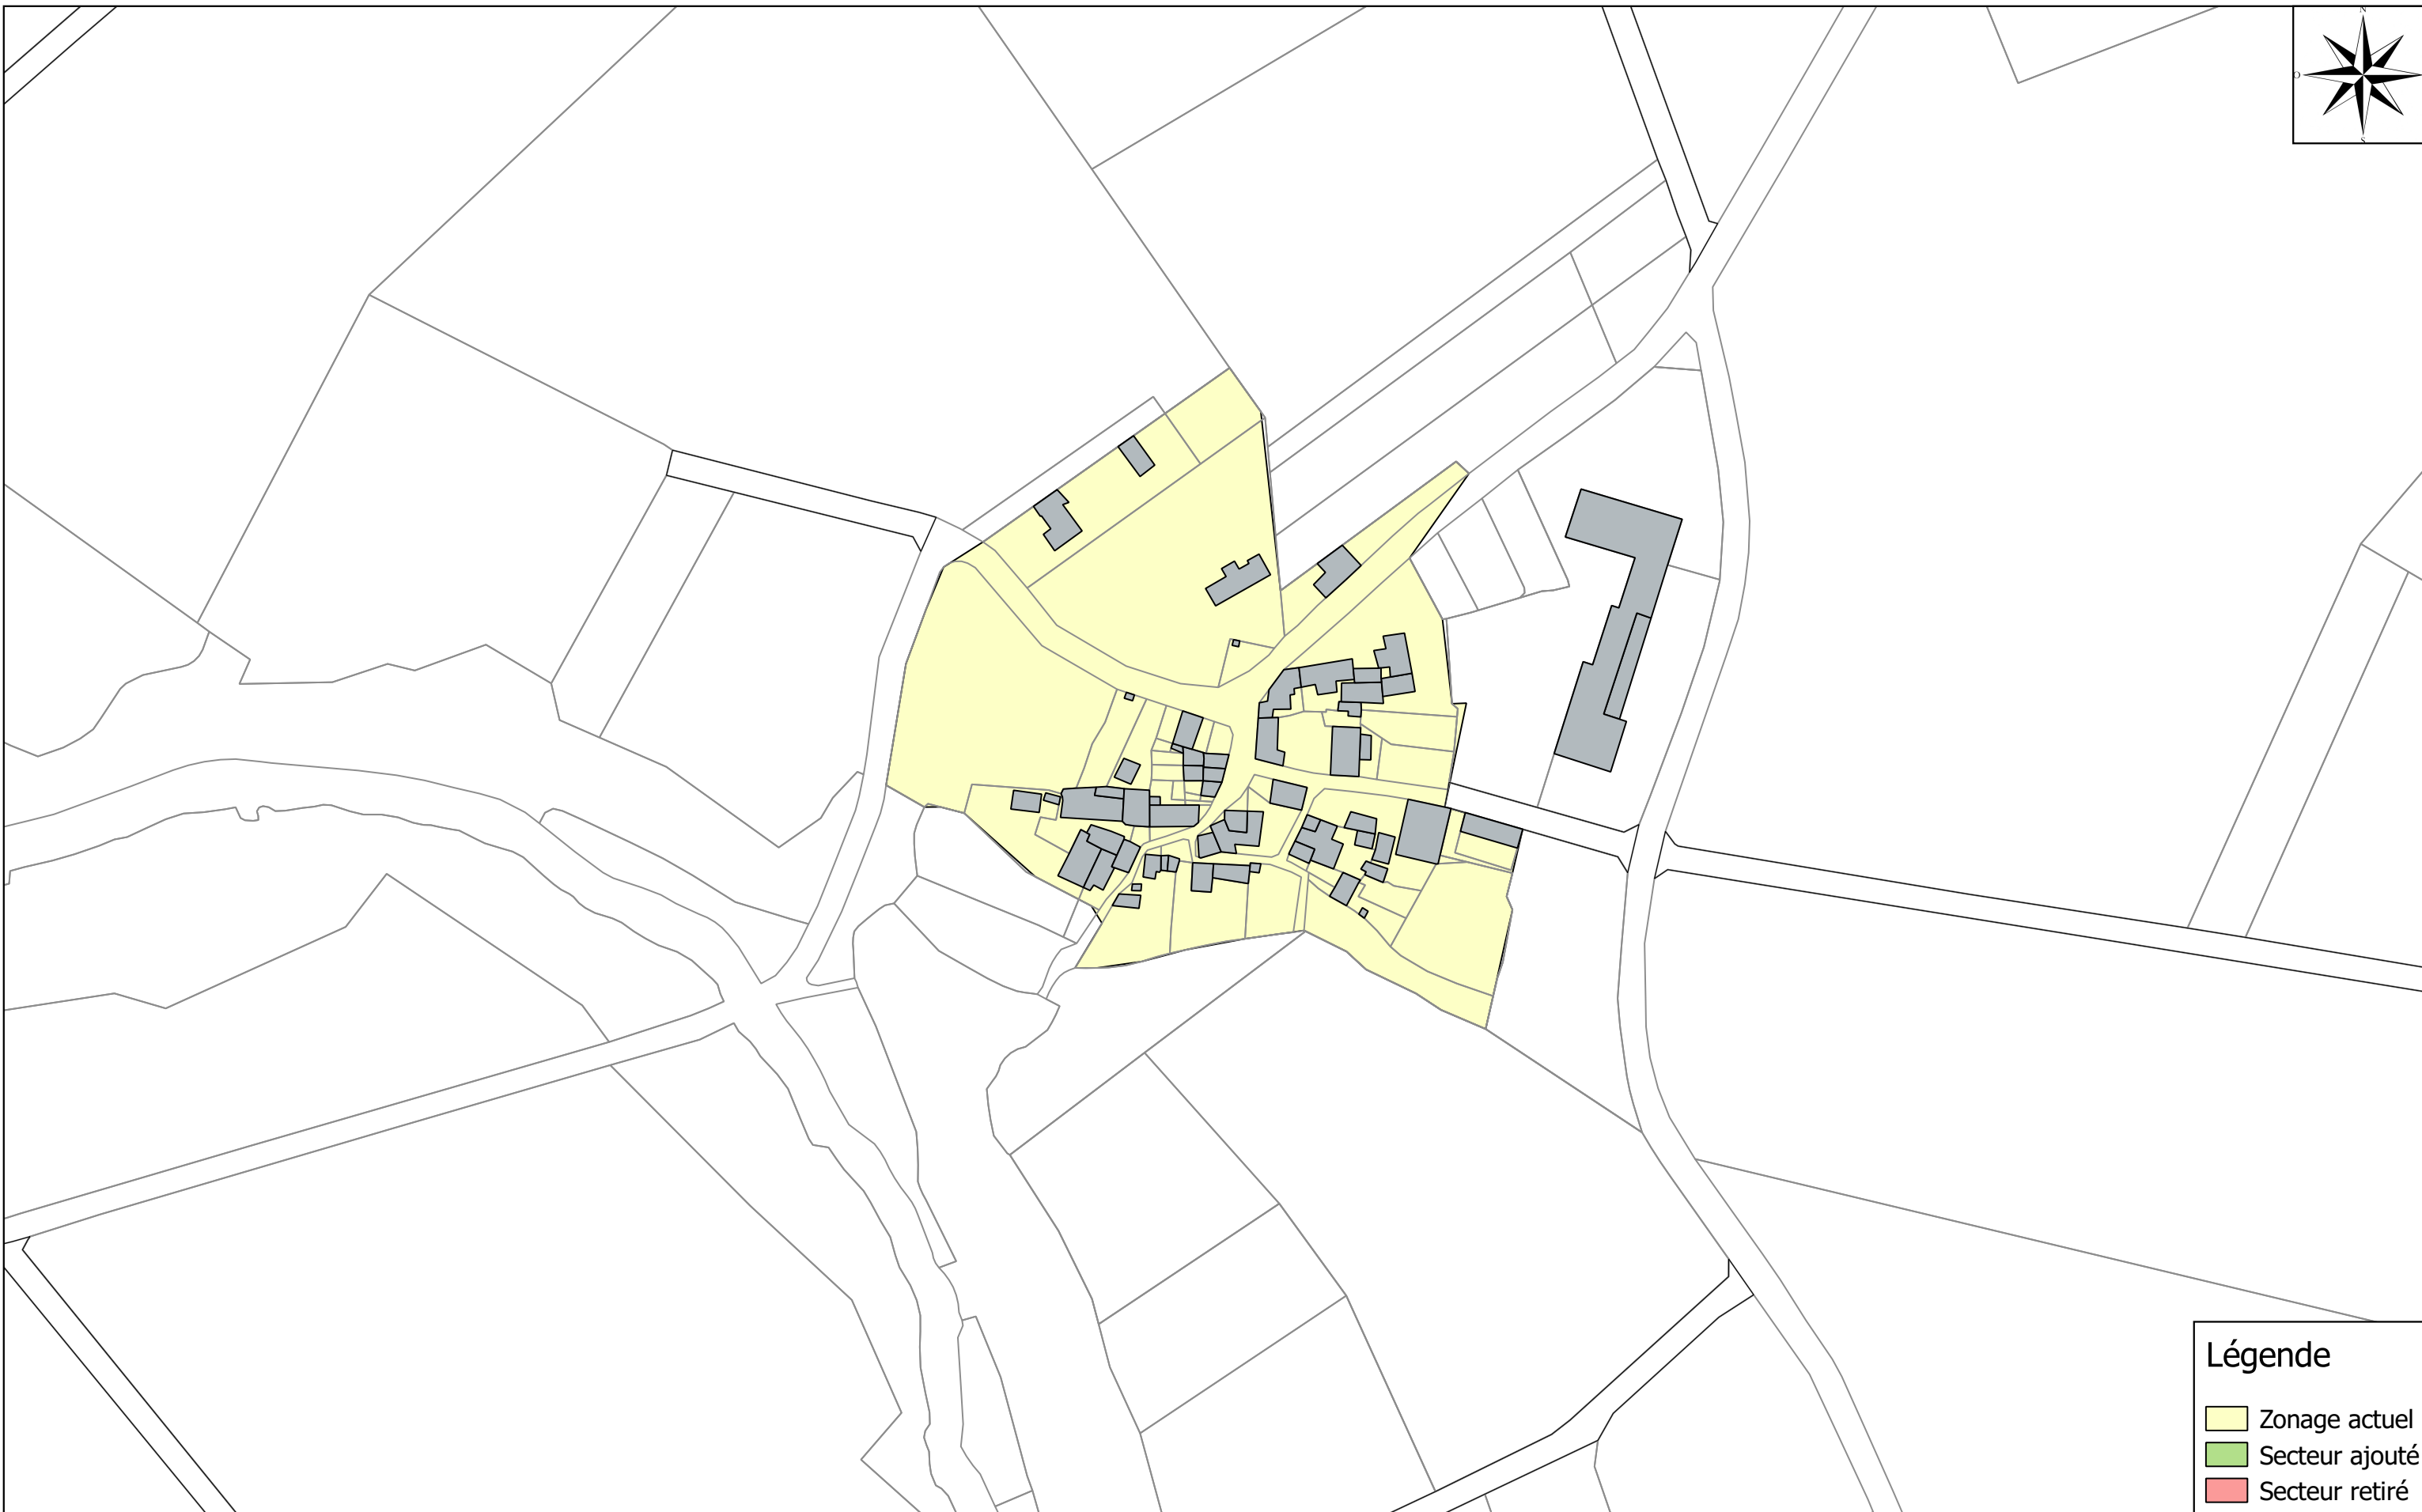 N
O
S
Légende
Zonage actuel
Secteur ajouté
Secteur retiré